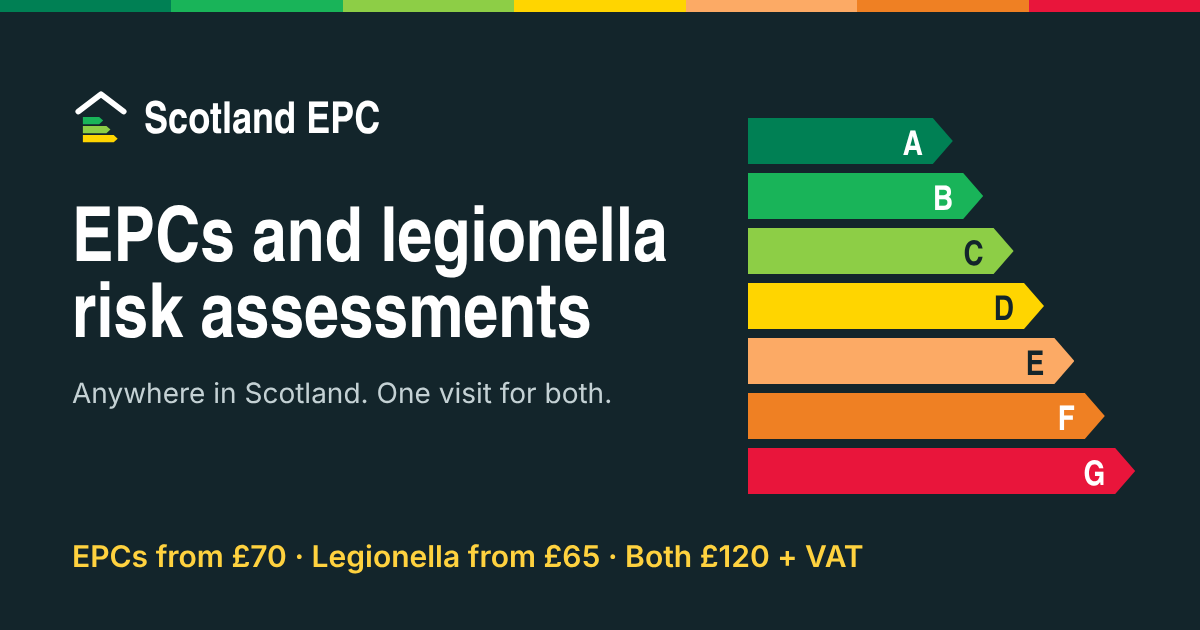 Scotland EPC
EPCs and legionella
risk assessments
Anywhere in Scotland. One visit for both.
A
B
C
D
E
F
G
EPCs from £70 · Legionella from £65 · Both £120 + VAT